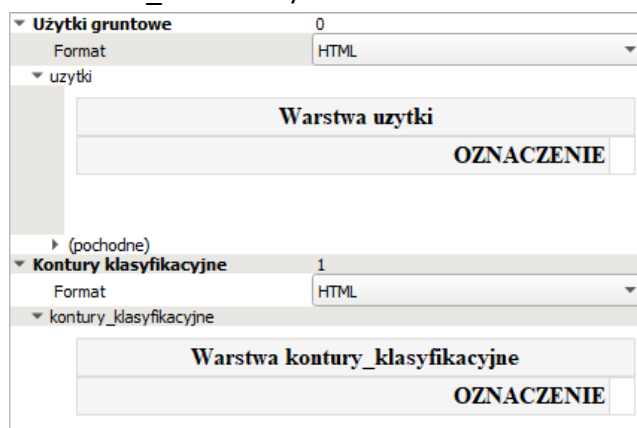 Użytki gruntowe 0
Format HTML
uzytki
Warstwa uzytki
OZNACZENIE
(pochodne)
Kontury klasyfikacyjne 1
Format HTML
kontury_klasyfikacyjne
Warstwa kontury_klasyfikacyjne
OZNACZENIE